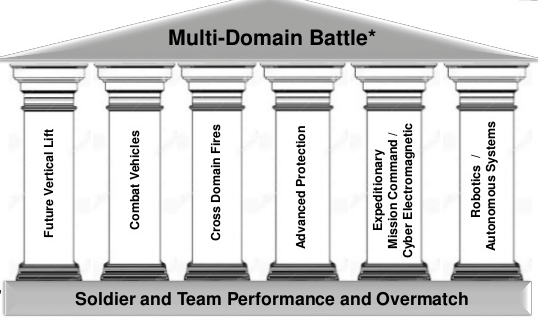 Multi-Domain Battle*
Future Vertical Lift
Combat Vehicles
Cross Domain Fires
Advanced Protection
Expeditionary
Mission Command /
Cyber Electromagnetic
Robotics /
Autonomous Systems
Soldier and Team Performance and Overmatch